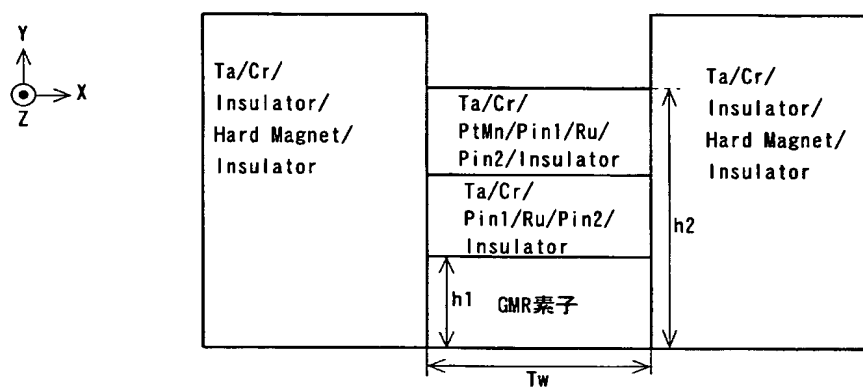 Y
X
Z
Ta/Cr/
Insulator/
Hard Magnet/
Insulator
Ta/Cr/
PtMn/Pin1/Ru/
Pin2/Insulator
Ta/Cr/
Pin1/Ru/Pin2/
Insulator
h1
GMR素子
Tw
h2
Ta/Cr/
Insulator/
Hard Magnet/
Insulator